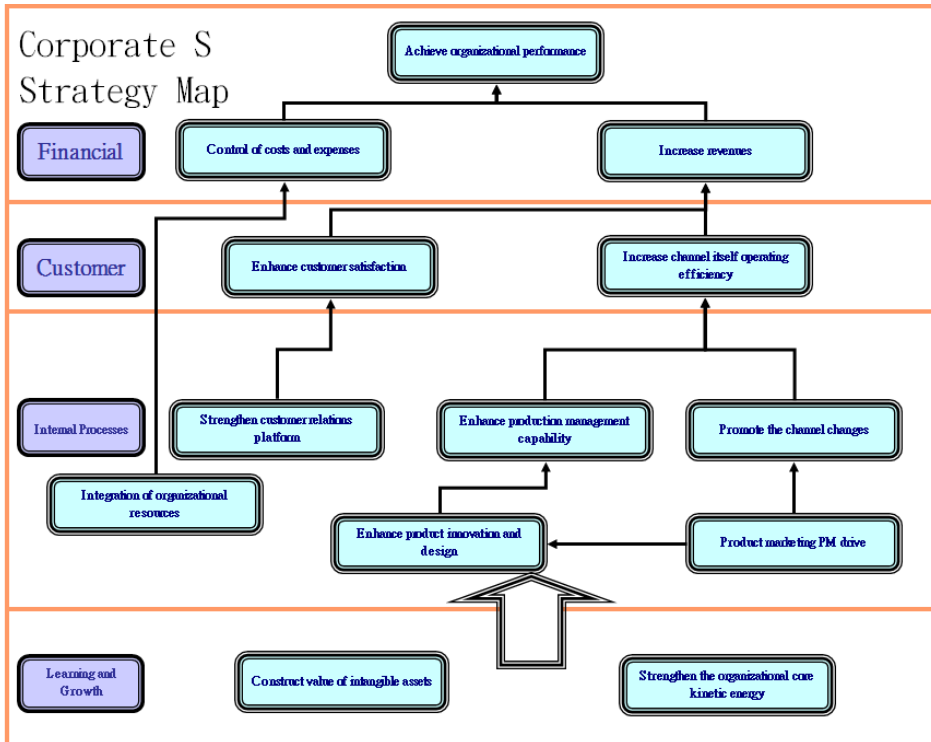 Corporate S
Strategy Map
Achieve organizational performance
Financial
Control of costs and expenses
Increase revenues
Customer
Enhance customer satisfaction
Increase channel itself operating
efficiency
Internal Processes
Strengthen customer relations
platform
Enhance production management
capability
Promote the channel changes
Integration of organizational
resources
Enhance product innovation and
design
Product marketing PM drive
Learning and
Growth
Construct value of intangible assets
Strengthen the organizational core
kinetic energy